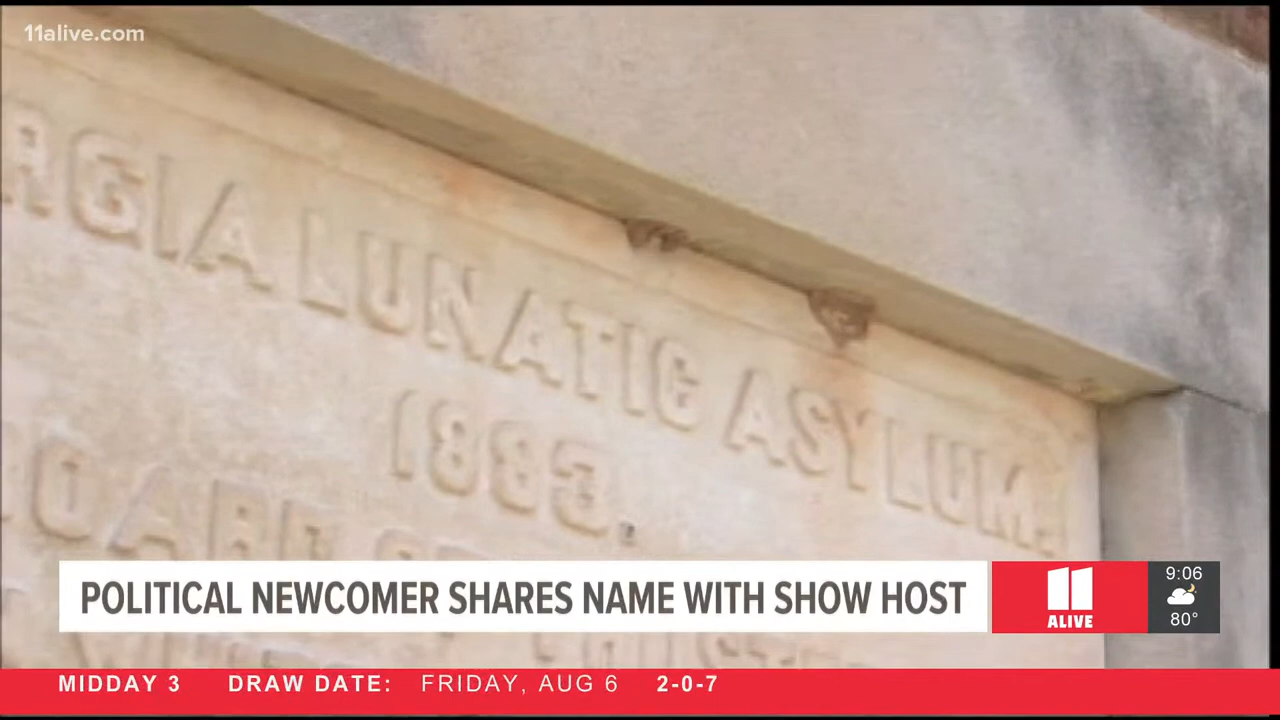 11alive.com
RGIA LUNATIC ASYLUM.
1883.
POLITICAL NEWCOMER SHARES NAME WITH SHOW HOST
11
ALIVE
9:06
80°
MIDDAY 3 DRAW DATE: FRIDAY, AUG 6 2-0-7